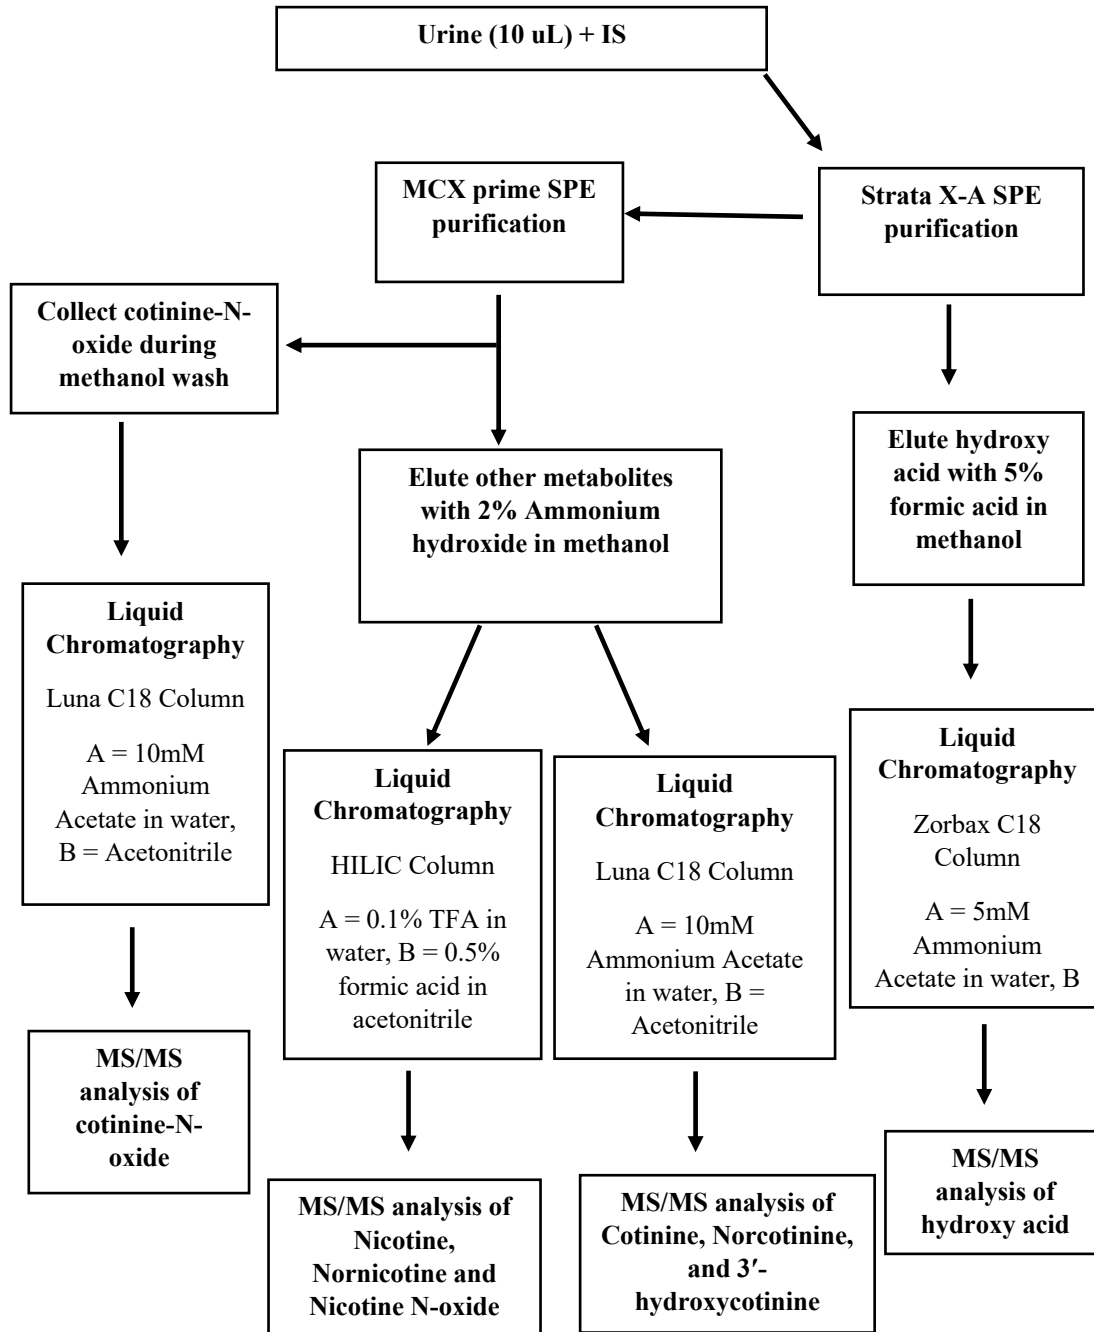 Urine (10 uL) + IS
MCX prime SPE
purification
Strata X-A SPE
purification
Collect cotinine-N-
oxide during
methanol wash
Elute other metabolites
with 2% Ammonium
hydroxide in methanol
Elute hydroxy
acid with 5%
formic acid in
methanol
Liquid
Chromatography
Luna C18 Column
A = 10mM
Ammonium
Acetate in water,
B = Acetonitrile
Liquid
Chromatography
HILIC Column
A = 0.1% TFA in
water, B = 0.5%
formic acid in
acetonitrile
Liquid
Chromatography
Luna C18 Column
A = 10mM
Ammonium Acetate
in water, B =
Acetonitrile
Liquid
Chromatography
Zorbax C18
Column
A = 5mM
Ammonium
Acetate in water, B
MS/MS
analysis of
cotinine-N-
oxide
MS/MS analysis of
Nicotine,
Nornicotine and
Nicotine N-oxide
MS/MS analysis of
Cotinine, Norcotinine,
and 3′-
hydroxycotinine
MS/MS
analysis of
hydroxy acid